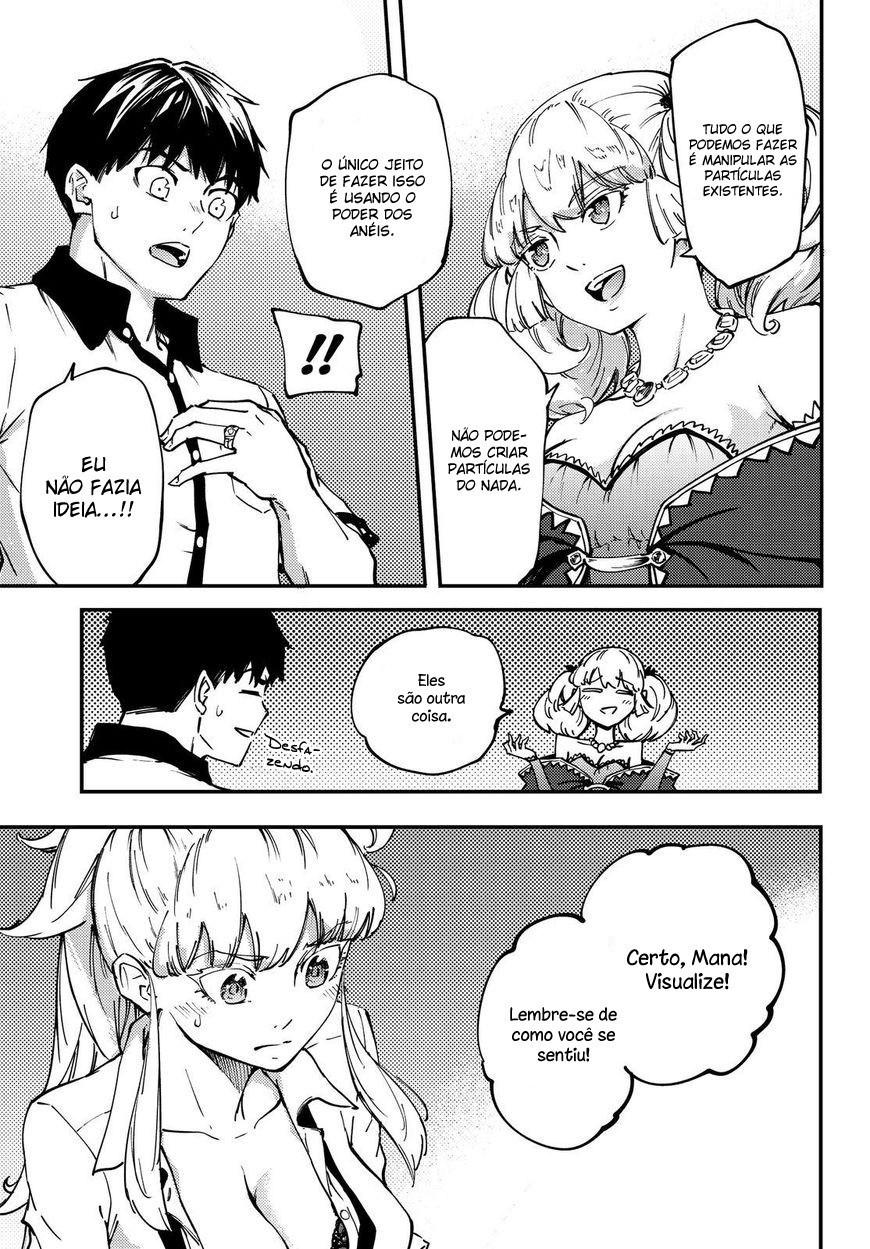 TUDO O QUE
PODEMOS FAZER
É MANIPULAR AS
PARTÍCULAS
EXISTENTES.
NÃO PODE-
MOS CRIAR
PARTÍCULAS
DO NADA.
O ÚNICO JEITO
DE FAZER ISSO
É USANDO O
PODER DOS
ANÉIS.
!!
EU
NÃO FAZIA
IDEIA...!!
Eles
são outra
coisa.
Desfa-
zendo.
Certo, Mana!
Visualize!
Lembre-se de
como você se
sentiu!